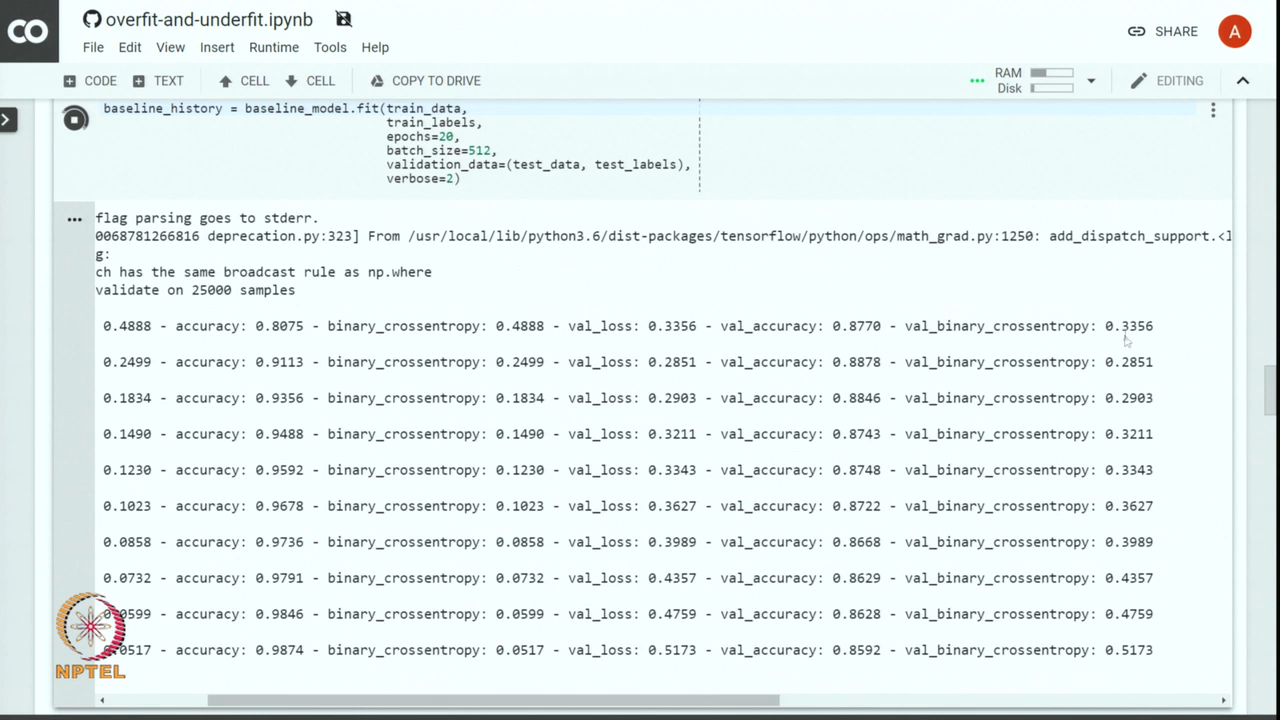 CO
overfit-and-underfit.ipynb
SHARE
A
File Edit View Insert Runtime Tools Help
CODE TEXT CELL CELL COPY TO DRIVE
RAM
Disk
EDITING
baseline_history = baseline_model.fit(train_data,
train_labels,
epochs=20,
batch_size=512,
validation_data=(test_data, test_labels),
verbose=2)
flag parsing goes to stderr.
0068781266816 deprecation.py:323] From /usr/local/lib/python3.6/dist-packages/tensorflow/python/ops/math_grad.py:1250: add_dispatch_support.<l
g:
ch has the same broadcast rule as np.where
validate on 25000 samples
0.4888 - accuracy: 0.8075 - binary_crossentropy: 0.4888 - val_loss: 0.3356 - val_accuracy: 0.8770 - val_binary_crossentropy: 0.3356
0.2499 - accuracy: 0.9113 - binary_crossentropy: 0.2499 - val_loss: 0.2851 - val_accuracy: 0.8878 - val_binary_crossentropy: 0.2851
0.1834 - accuracy: 0.9356 - binary_crossentropy: 0.1834 - val_loss: 0.2903 - val_accuracy: 0.8846 - val_binary_crossentropy: 0.2903
0.1490 - accuracy: 0.9488 - binary_crossentropy: 0.1490 - val_loss: 0.3211 - val_accuracy: 0.8743 - val_binary_crossentropy: 0.3211
0.1230 - accuracy: 0.9592 - binary_crossentropy: 0.1230 - val_loss: 0.3343 - val_accuracy: 0.8748 - val_binary_crossentropy: 0.3343
0.1023 - accuracy: 0.9678 - binary_crossentropy: 0.1023 - val_loss: 0.3627 - val_accuracy: 0.8722 - val_binary_crossentropy: 0.3627
0.0858 - accuracy: 0.9736 - binary_crossentropy: 0.0858 - val_loss: 0.3989 - val_accuracy: 0.8668 - val_binary_crossentropy: 0.3989
0.0732 - accuracy: 0.9791 - binary_crossentropy: 0.0732 - val_loss: 0.4357 - val_accuracy: 0.8629 - val_binary_crossentropy: 0.4357
0.0599 - accuracy: 0.9846 - binary_crossentropy: 0.0599 - val_loss: 0.4759 - val_accuracy: 0.8628 - val_binary_crossentropy: 0.4759
0.0517 - accuracy: 0.9874 - binary_crossentropy: 0.0517 - val_loss: 0.5173 - val_accuracy: 0.8592 - val_binary_crossentropy: 0.5173
NPTEL